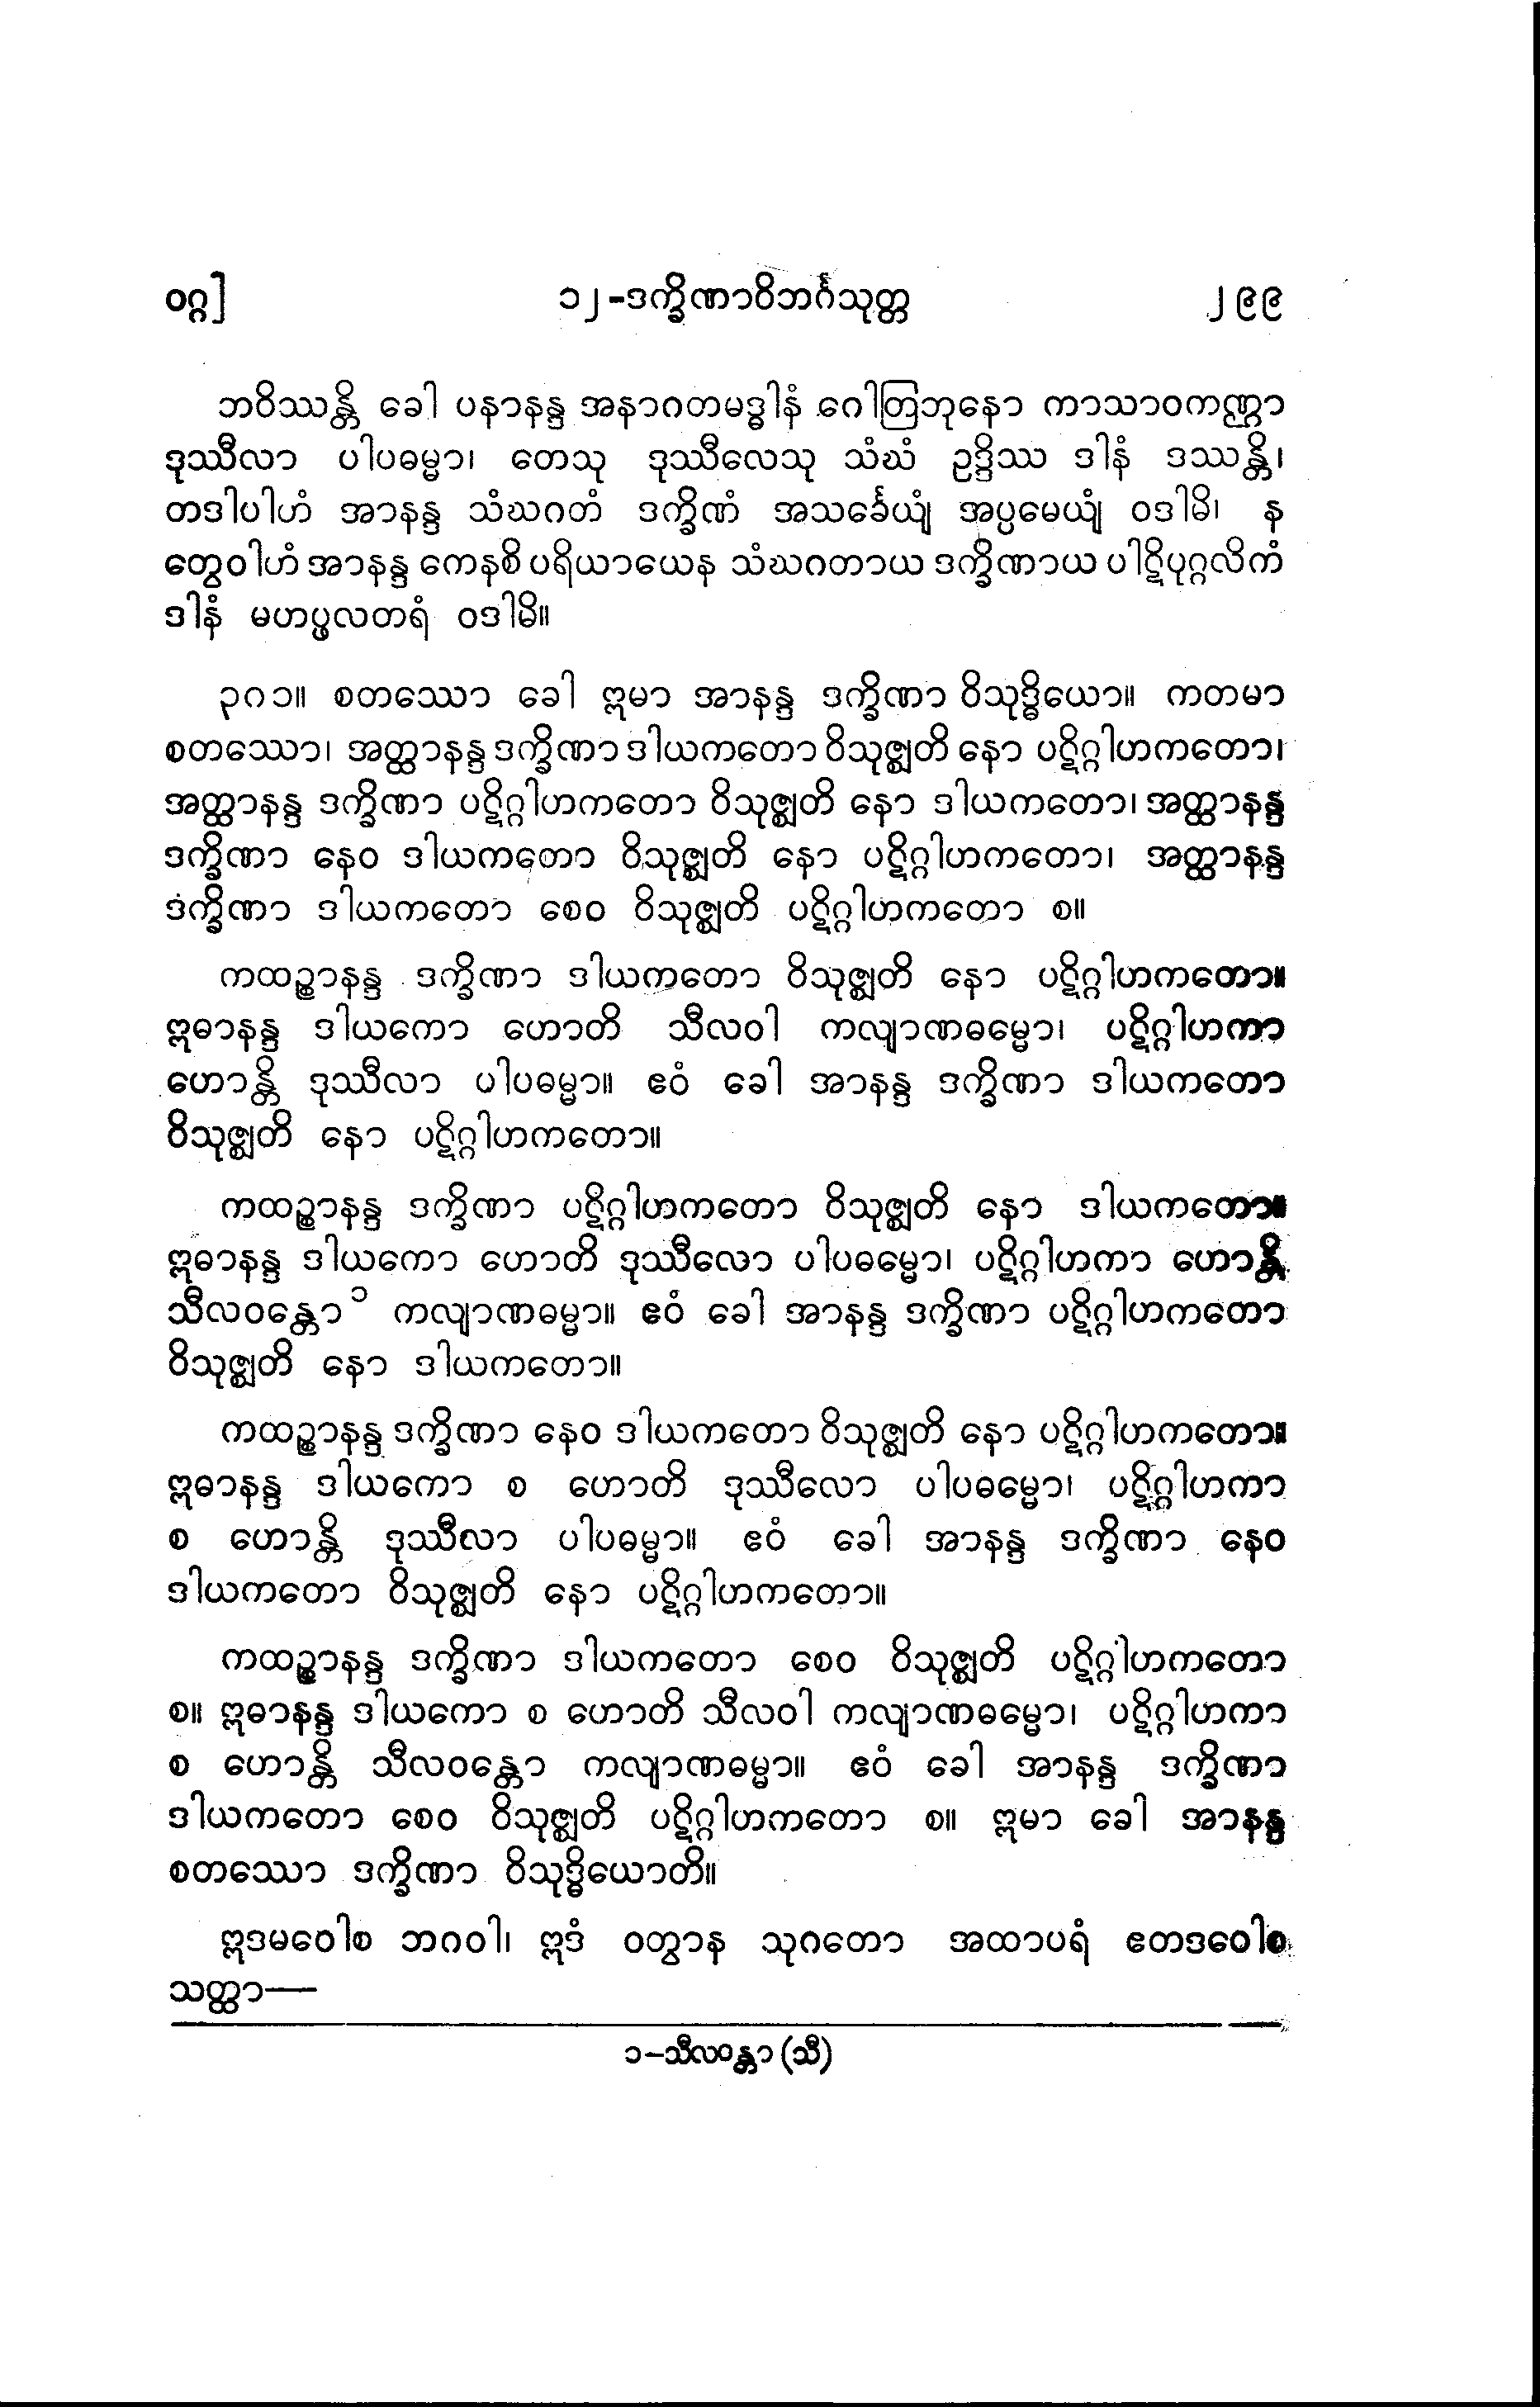 ဝဂ္ဂ]
၁၂-ဒက္ခိဏာဝိဘင်္ဂသုတ္တ
၂၉၉
ဘဝိဿန္တိ ခေါ ပနာနန္ဒ အနာဂတမဒ္ဓါနံ ဂေါတြဘုနော ကာသာဝကဏ္ဌာ
ဒုဿီလာ ပါပဓမ္မာ၊ တေသု ဒုဿီလေသု သံဃံ ဥဒ္ဒိဿ ဒါနံ ဒဿန္တိ၊
တဒါပါဟံ အာနန္ဒ သံဃဂတံ ဒက္ခိဏံ အသင်္ခေယျံ အပ္ပမေယျံ ဝဒါမိ၊ န
တွေဝါဟံ အာနန္ဒ ကေနစိ ပရိယာယေန သံဃဂတာယ ဒက္ခိဏာယ ပါဋိပုဂ္ဂလိကံ
ဒါနံ မဟပ္ဖလတရံ ဝဒါမိ။
၃၈၁။ စတဿော ခေါ ဣမာ အာနန္ဒ ဒက္ခိဏာ ဝိသုဒ္ဓိယော။ ကတမာ
စတဿော၊ အတ္ထာနန္ဒ ဒက္ခိဏာ ဒါယကတော ဝိသုဇ္ဈတိ နော ပဋိဂ္ဂါဟကတော၊
အတ္ထာနန္ဒ ဒက္ခိဏာ ပဋိဂ္ဂါဟကတော ဝိသုဇ္ဈတိ နော ဒါယကတော၊ အတ္ထာနန္ဒ
ဒက္ခိဏာ နေဝ ဒါယကတော ဝိသုဇ္ဈတိ နော ပဋိဂ္ဂါဟကတော၊ အတ္ထာနန္ဒ
ဒက္ခိဏာ ဒါယကတော စေဝ ဝိသုဇ္ဈတိ ပဋိဂ္ဂါဟကတော စ။
ကထဉ္စာနန္ဒ ဒက္ခိဏာ ဒါယကတော ဝိသုဇ္ဈတိ နော ပဋိဂ္ဂါဟကတော။
ဣဓာနန္ဒ ဒါယကော ဟောတိ သီလဝါ ကလျာဏဓမ္မော၊ ပဋိဂ္ဂါဟကာ
ဟောန္တိ ဒုဿီလာ ပါပဓမ္မာ။ ဧဝံ ခေါ အာနန္ဒ ဒက္ခိဏာ ဒါယကတော
ဝိသုဇ္ဈတိ နော ပဋိဂ္ဂါဟကတော။
ကထဉ္စာနန္ဒ ဒက္ခိဏာ ပဋိဂ္ဂါဟကတော ဝိသုဇ္ဈတိ နော ဒါယကတော။
ဣဓာနန္ဒ ဒါယကော ဟောတိ ဒုဿီလော ပါပဓမ္မော၊ ပဋိဂ္ဂါဟကာ ဟောန္တိ
သီလဝန္တော ၁ ကလျာဏဓမ္မာ။ ဧဝံ ခေါ အာနန္ဒ ဒက္ခိဏာ ပဋိဂ္ဂါဟကတော
ဝိသုဇ္ဈတိ နော ဒါယကတော။
ကထဉ္စာနန္ဒ ဒက္ခိဏာ နေဝ ဒါယကတော ဝိသုဇ္ဈတိ နော ပဋိဂ္ဂါဟကတော။
ဣဓာနန္ဒ ဒါယကော စ ဟောတိ ဒုဿီလော ပါပဓမ္မော၊ ပဋိဂ္ဂါဟကာ
စ ဟောန္တိ ဒုဿီလာ ပါပဓမ္မာ။ ဧဝံ ခေါ အာနန္ဒ ဒက္ခိဏာ နေဝ
ဒါယကတော ဝိသုဇ္ဈတိ နော ပဋိဂ္ဂါဟကတော။
ကထဉ္စာနန္ဒ ဒက္ခိဏာ ဒါယကတော စေဝ ဝိသုဇ္ဈတိ ပဋိဂ္ဂါဟကတော
စ။ ဣဓာနန္ဒ ဒါယကော စ ဟောတိ သီလဝါ ကလျာဏဓမ္မော၊ ပဋိဂ္ဂါဟကာ
စ ဟောန္တိ သီလဝန္တော ကလျာဏဓမ္မာ။ ဧဝံ ခေါ အာနန္ဒ ဒက္ခိဏာ
ဒါယကတော စေဝ ဝိသုဇ္ဈတိ ပဋိဂ္ဂါဟကတော စ။ ဣမာ ခေါ အာနန္ဒ
စတဿော ဒက္ခိဏာ ဝိသုဒ္ဓိယောတိ။
ဣဒမဝေါစ ဘဂဝါ၊ ဣဒံ ဝတွာန သုဂတော အထာပရံ ဧတဒဝေါစ
သတ္ထာ—
၁-သီလဝန္တာ (သီ)